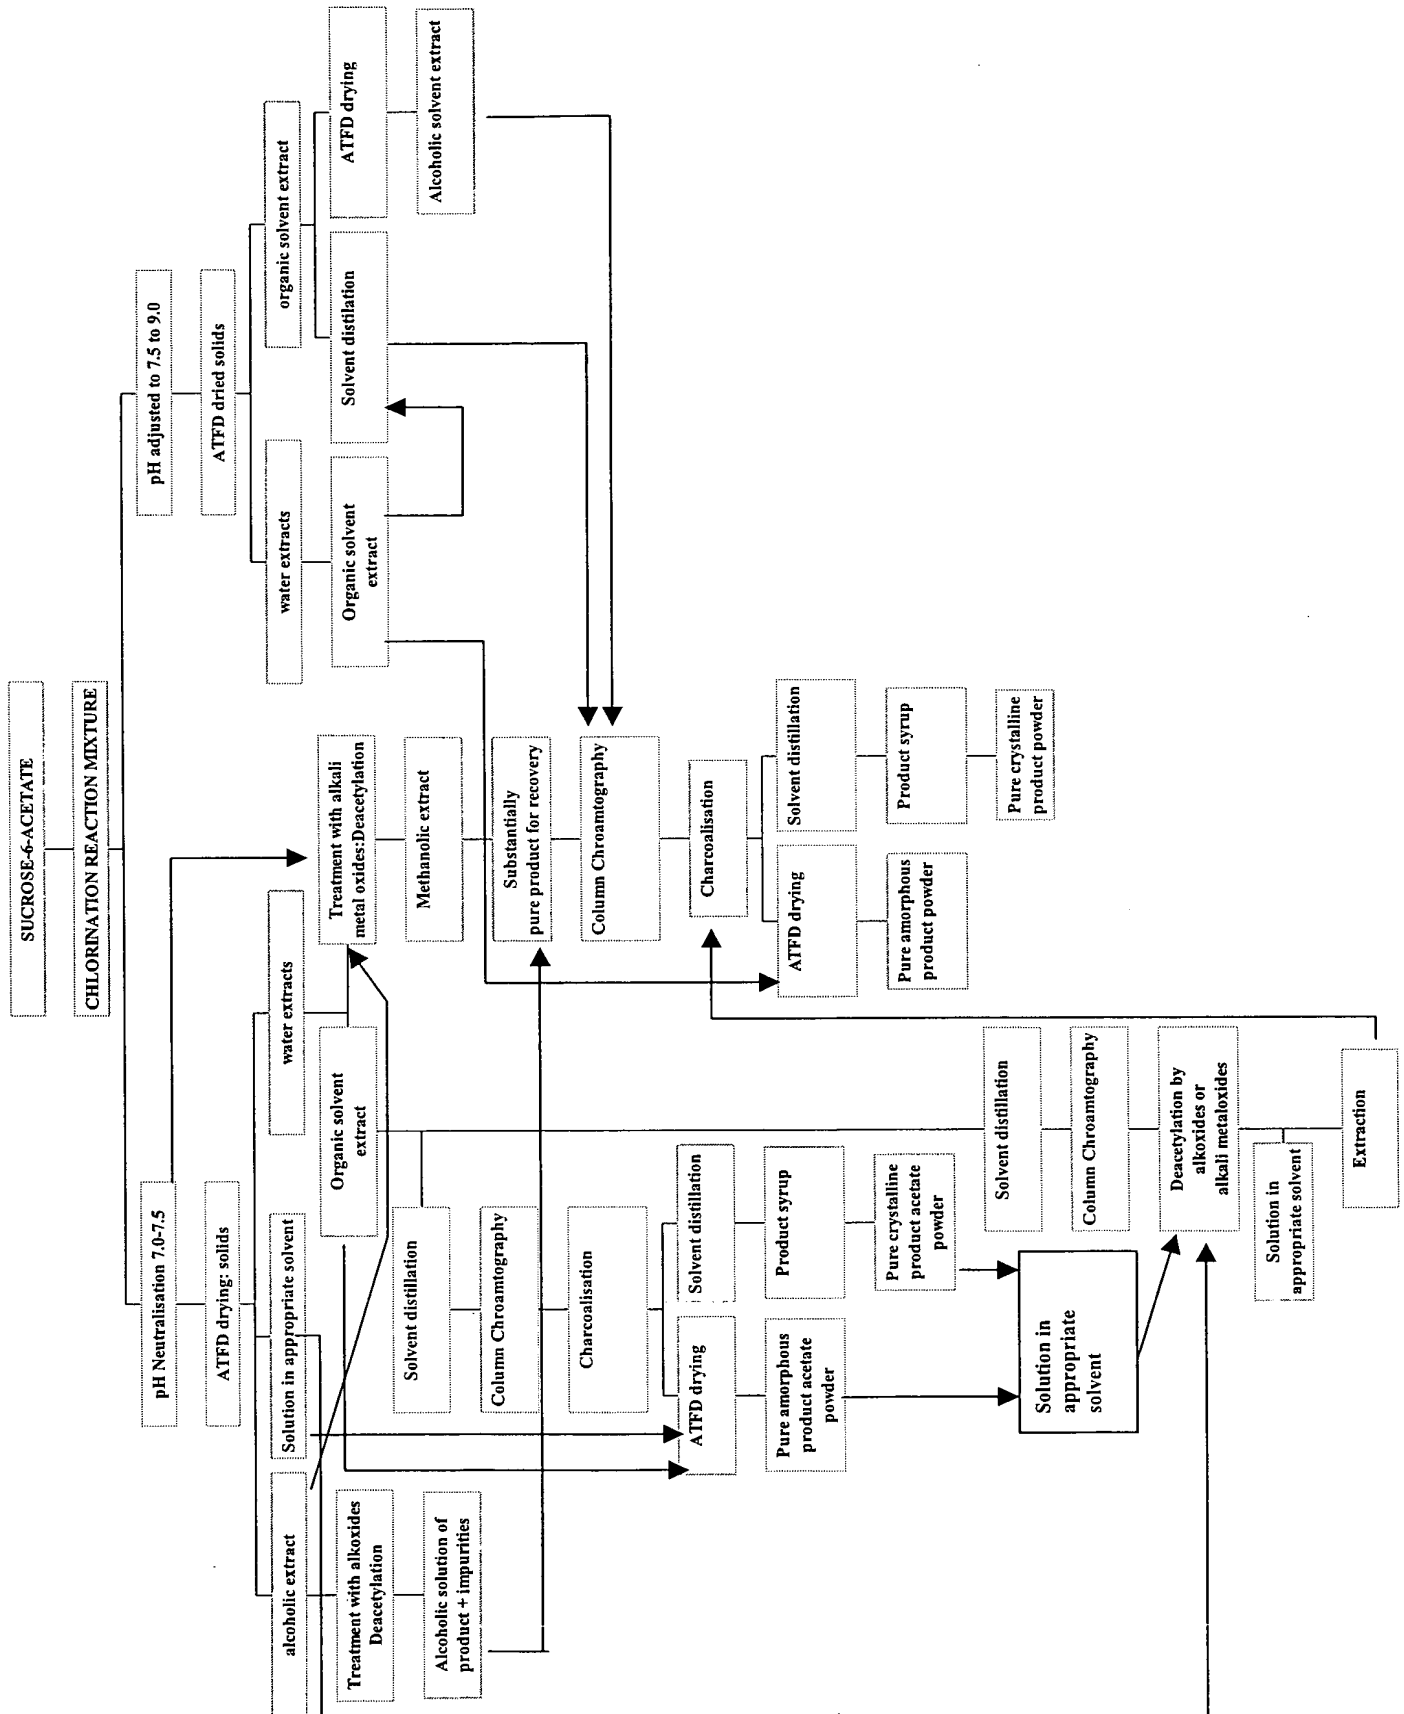 SUCROSE-6-ACETATE
CHLORINATION REACTION MIXTURE
pH Neutralisation 7.0-7.5
pH adjusted to 7.5 to 9.0
ATFD drying: solids
ATFD dried solids
alcoholic extract
Solution in appropriate solvent
water extracts
water extracts
organic solvent extract
Treatment with alkoxides
Deacetylation
Alcoholic solution of
product + impurities
Organic solvent
extract
Treatment with alkali
metal oxides:Deacetylation
Methanolic extract
Substantially
pure product for recovery
Column Chroamtography
Charcoalisation
ATFD drying
Pure amorphous
product powder
Solvent distillation
Product syrup
Pure crystalline
product powder
Organic solvent
extract
Solvent distilation
ATFD drying
Alcoholic solvent extract
Solvent distillation
Column Chroamtography
Charcoalisation
ATFD drying
Pure amorphous
product acetate
powder
Solvent distillation
Product syrup
Pure crystalline
product acetate
powder
Solution in
appropriate
solvent
Solvent distillation
Column Chroamtography
Deacetylation by
alkoxides or
alkali metaloxides
Solution in
appropriate solvent
Extraction